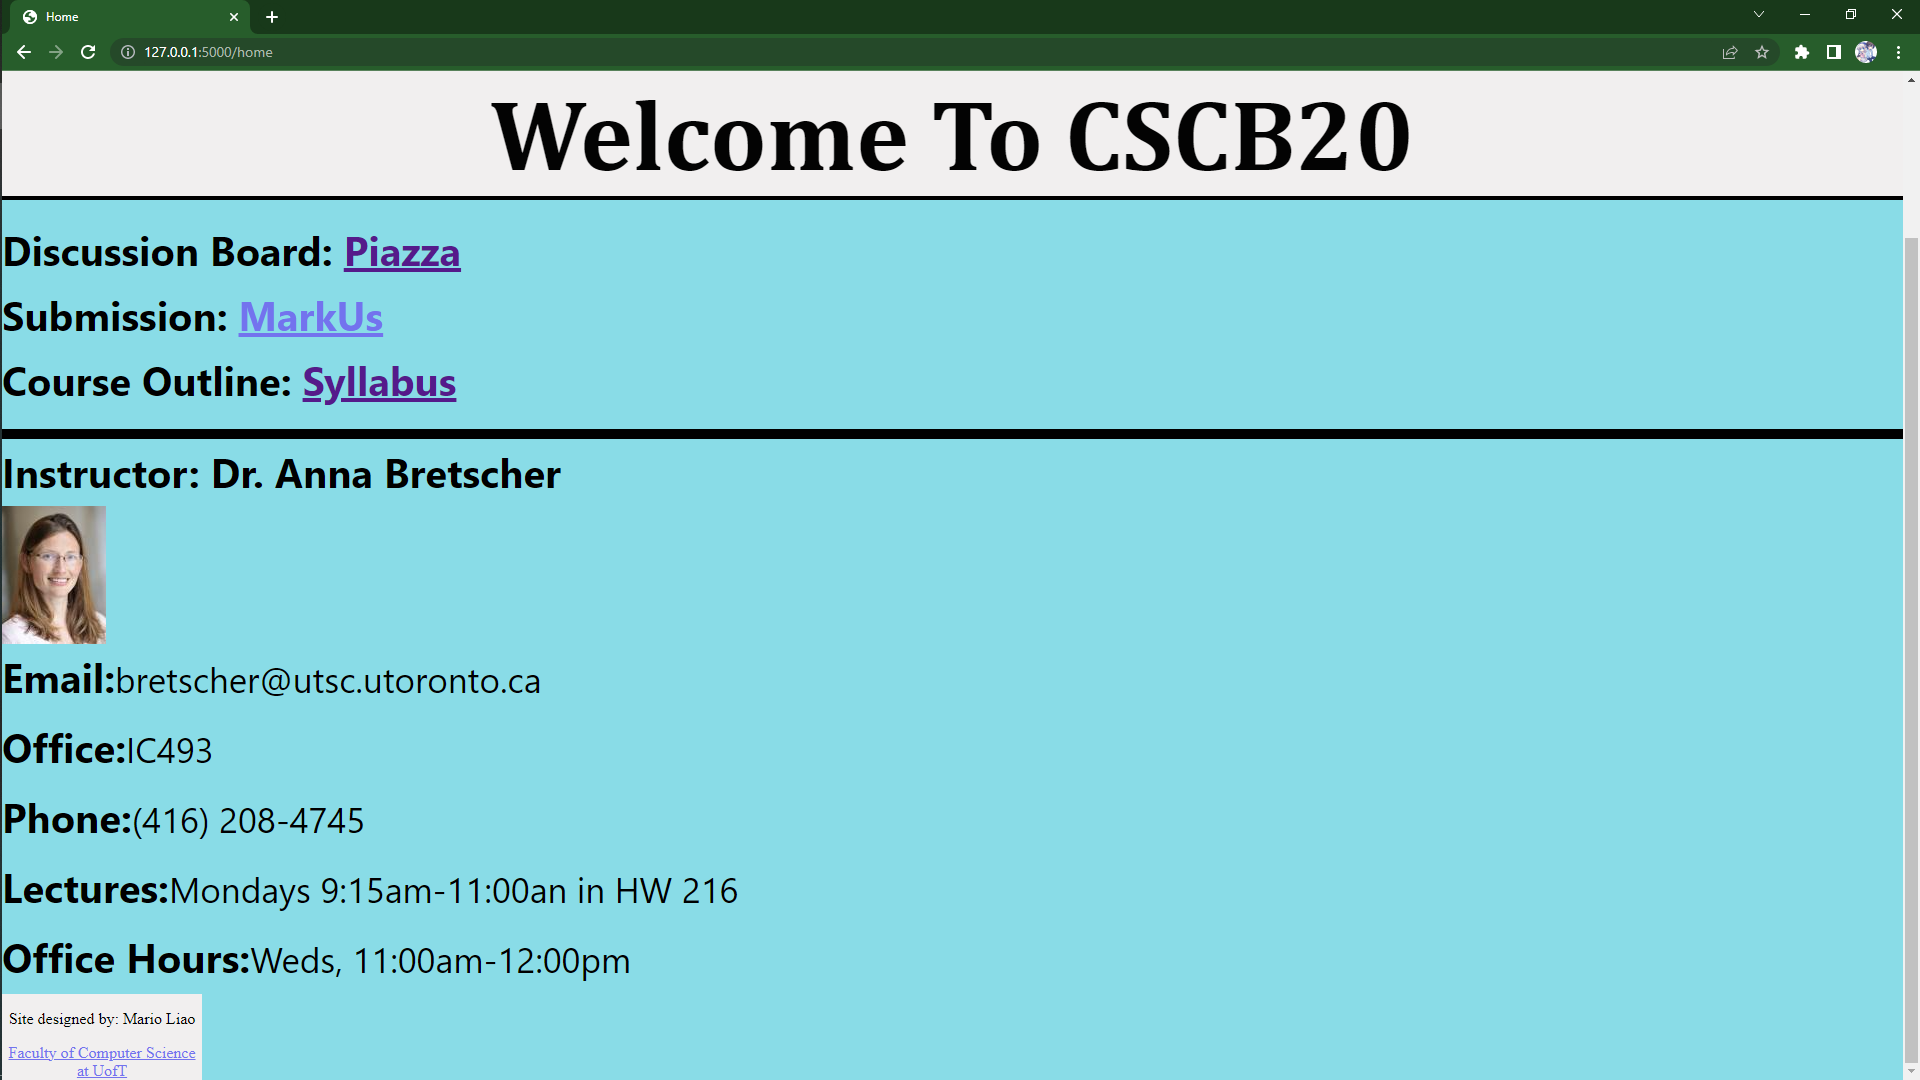 Home
127.0.0.1:5000/home
Welcome To CSCB20
Discussion Board: Piazza
Submission: MarkUs
Course Outline: Syllabus
Instructor: Dr. Anna Bretscher
Email:bretscher@utsc.utoronto.ca
Office:IC493
Phone:(416) 208-4745
Lectures:Mondays 9:15am-11:00an in HW 216
Office Hours:Weds, 11:00am-12:00pm
Site designed by: Mario Liao
Faculty of Computer Science
at UofT